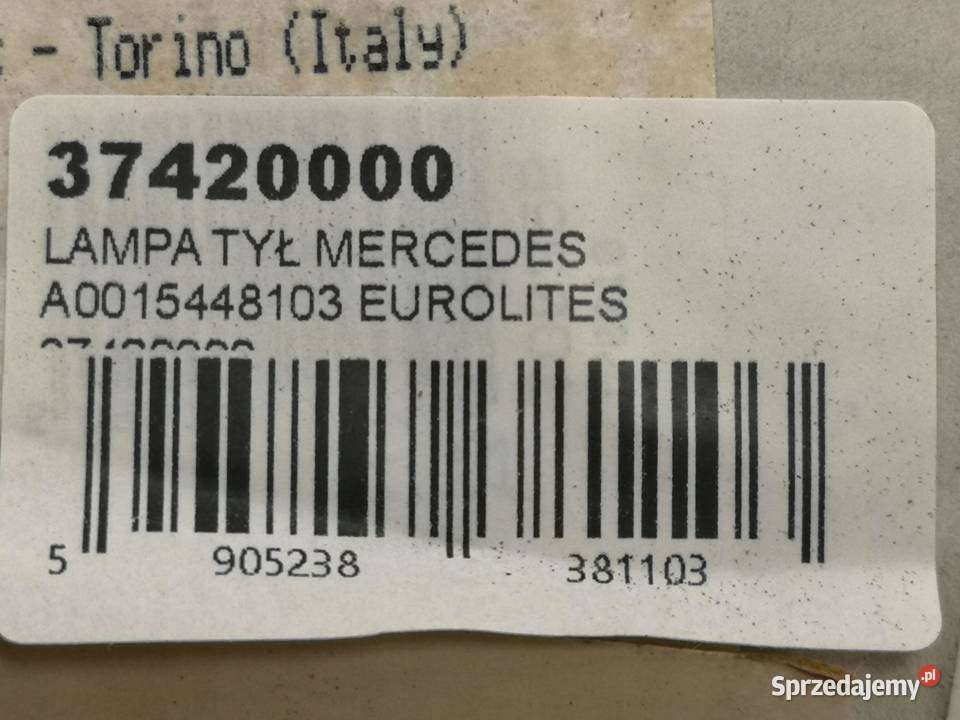 - Torino (Italy)
37420000
LAMPA TYŁ MERCEDES
A0015448103 EUROLITES
5 905238 381103
Sprzedajemy.pl